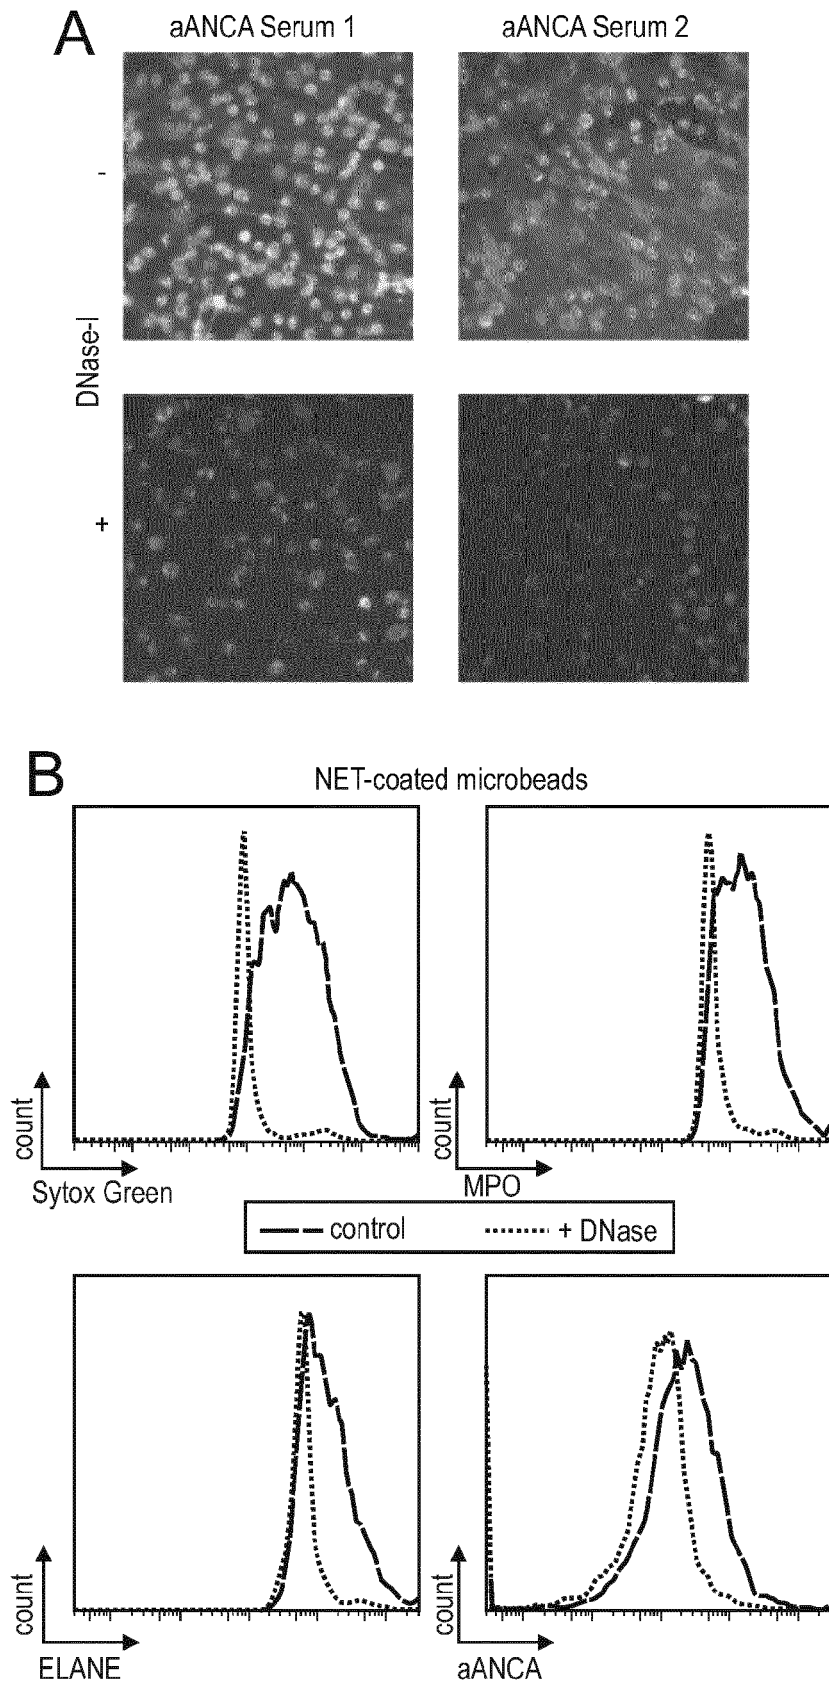 A
aANCA Serum 1
aANCA Serum 2
-
DNase-I
+
B
NET-coated microbeads
count
Sytox Green
count
MPO
control
+ DNase
count
ELANE
count
aANCA